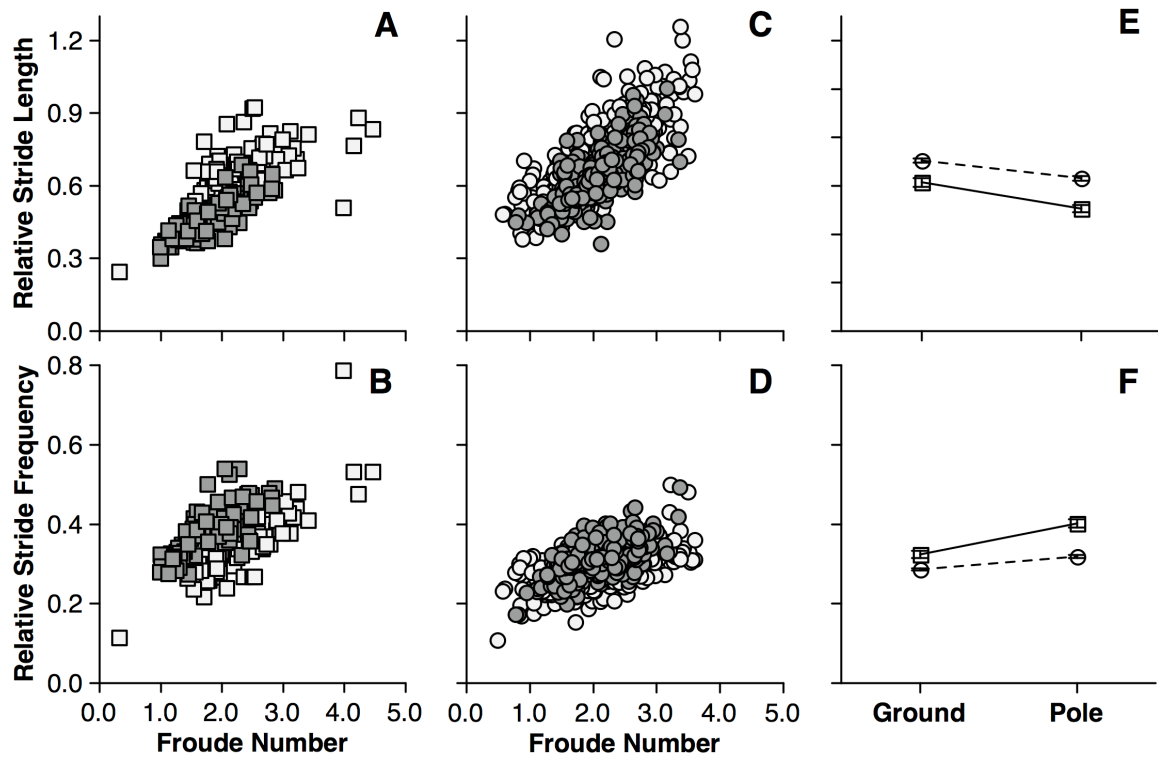 A
C
E
Relative Stride Length
1.2
0.9
0.6
0.3
0.0
B
D
F
Relative Stride Frequency
0.8
0.6
0.4
0.2
0.0
0.0 1.0 2.0 3.0 4.0 5.0
Froude Number
0.0 1.0 2.0 3.0 4.0 5.0
Froude Number
Ground Pole